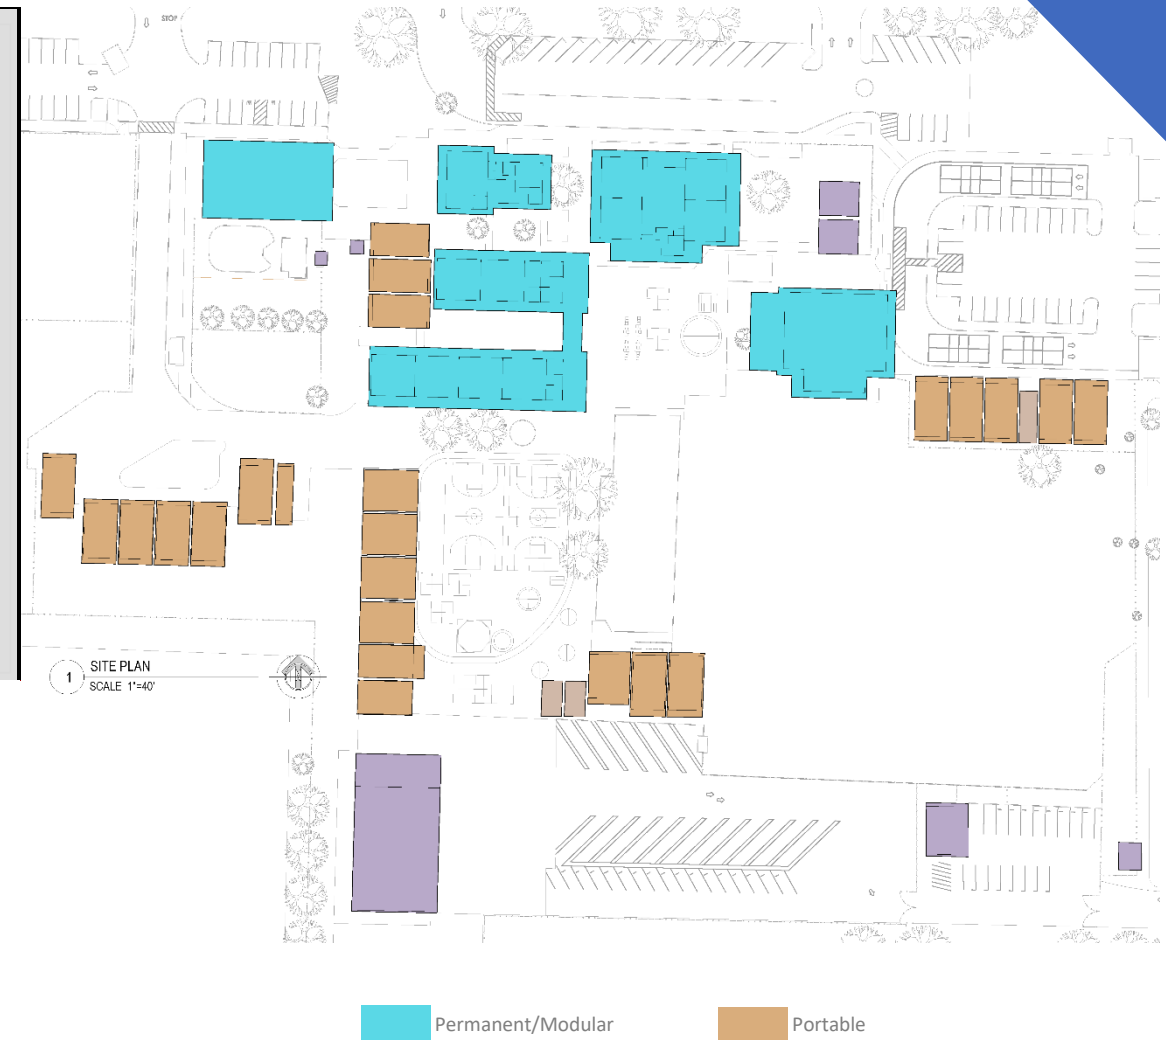 STOP
1
SITE PLAN
SCALE 1"=40'
Permanent/Modular
Portable